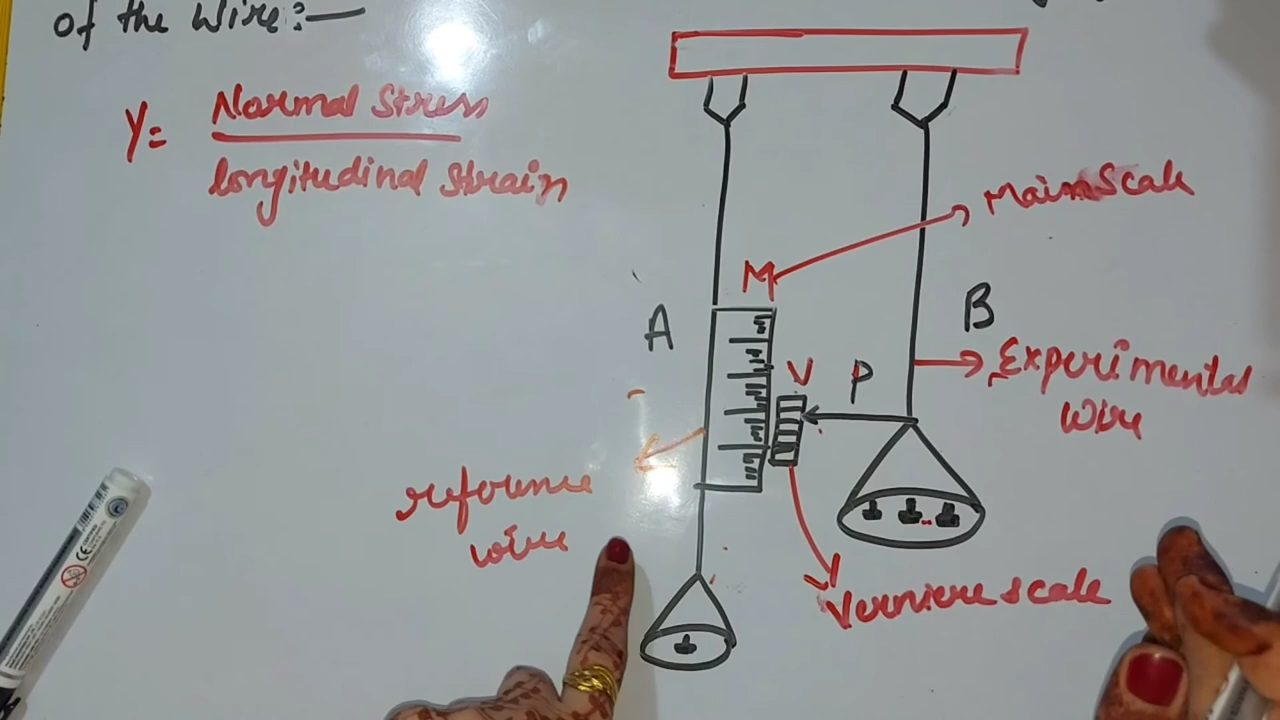 of the Wire:—
Y=
Normal Stress
longitudinal Strain
Main Scale
M
A
B
V
P
Experimental
Wire
reference
wire
Verniere scale